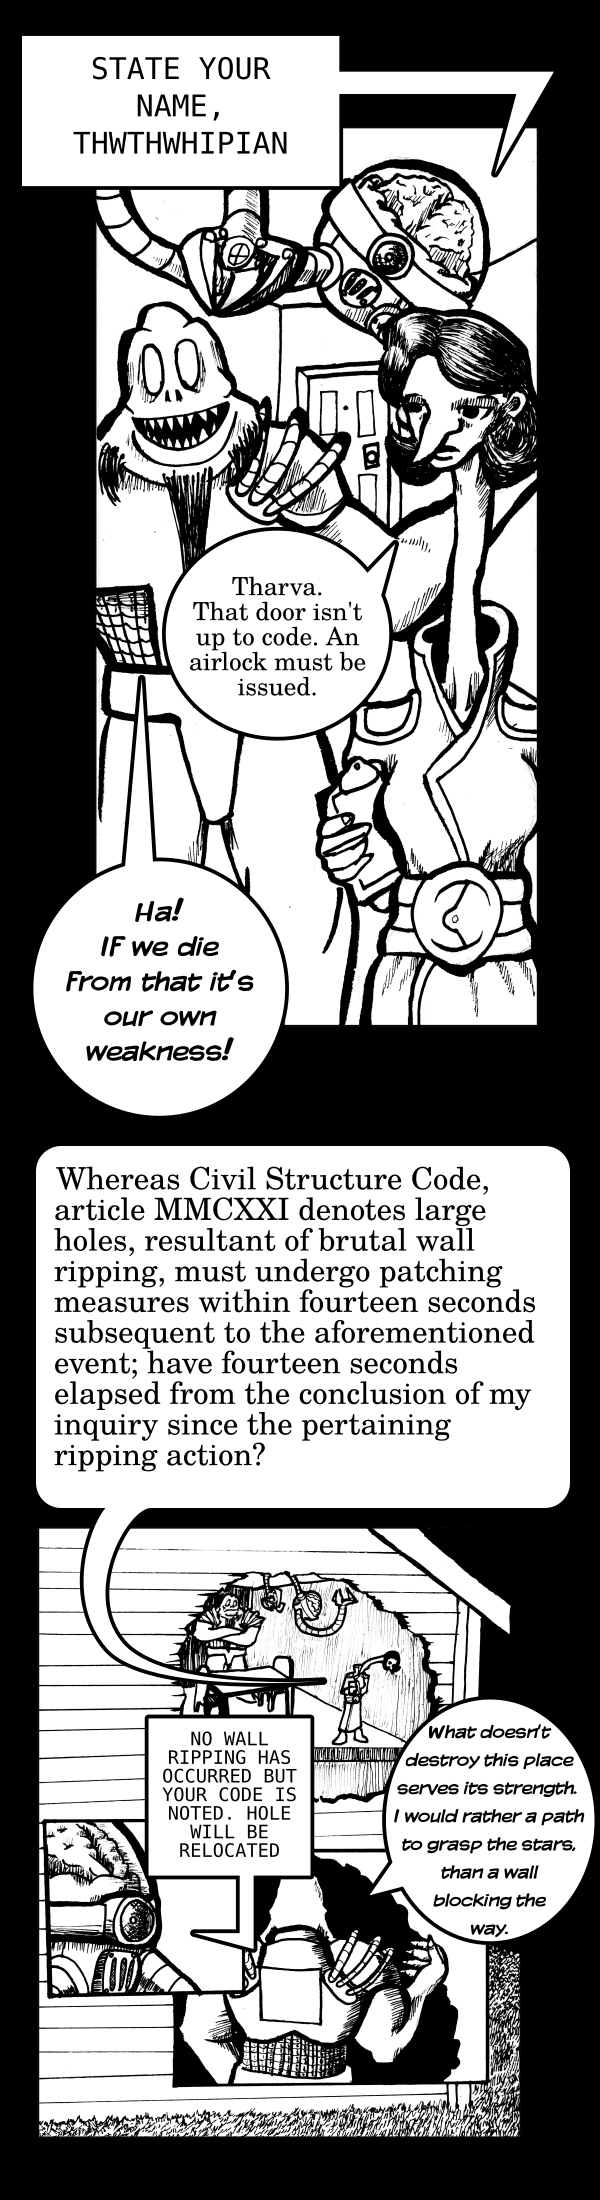 STATE YOUR
NAME,
THWTHWHIPIAN
Tharva.
That door isn't
up to code. An
airlock must be
issued.
Ha!
IF we die
From that it's
our own
weakness!
Whereas Civil Structure Code,
article MMCXXI denotes large
holes, resultant of brutal wall
ripping, must undergo patching
measures within fourteen seconds
subsequent to the aforementioned
event; have fourteen seconds
elapsed from the conclusion of my
inquiry since the pertaining
ripping action?
NO WALL
RIPPING HAS
OCCURRED BUT
YOUR CODE IS
NOTED. HOLE
WILL BE
RELOCATED
What doesn't
destroy this place
serves its strength.
I would rather a path
to grasp the stars,
than a wall
blocking the
way.